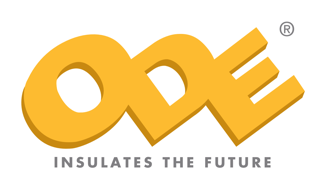 ODE®
INSULATES THE FUTURE